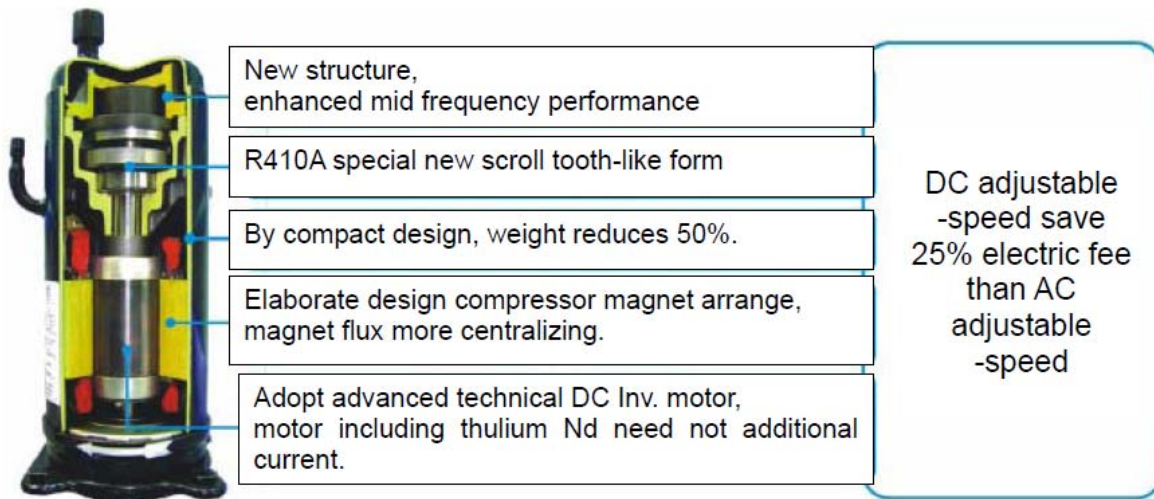 New structure,
enhanced mid frequency performance
R410A special new scroll tooth-like form
By compact design, weight reduces 50%.
Elaborate design compressor magnet arrange,
magnet flux more centralizing.
Adopt advanced technical DC Inv. motor,
motor including thulium Nd need not additional
current.
DC adjustable
-speed save
25% electric fee
than AC
adjustable
-speed